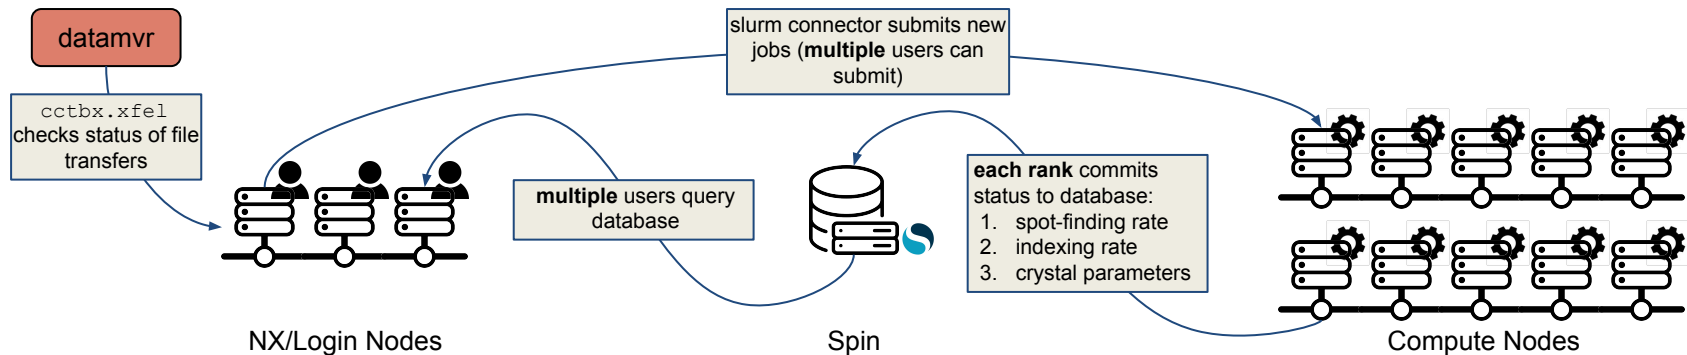 datamvr
cctbx.xfel
checks status of file
transfers
slurm connector submits new
jobs (multiple users can
submit)
multiple users query
database
each rank commits
status to database:
1. spot-finding rate
2. indexing rate
3. crystal parameters
NX/Login Nodes
Spin
Compute Nodes